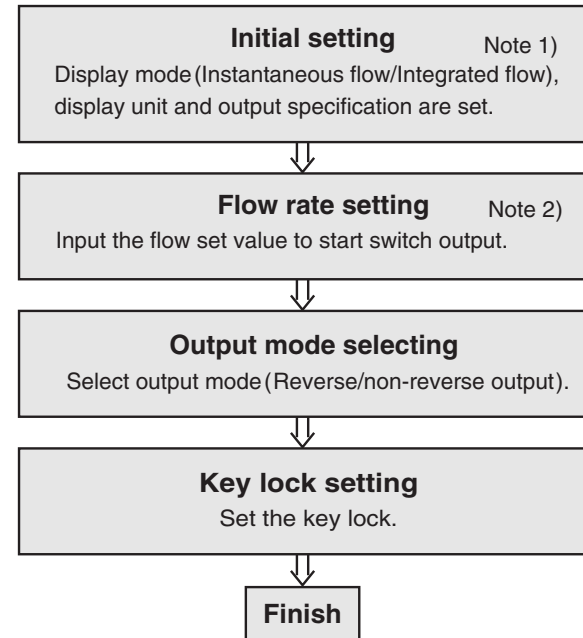 Initial setting Note 1)
Display mode(Instantaneous flow/Integrated flow),
display unit and output specification are set.
Flow rate setting Note 2)
Input the flow set value to start switch output.
Output mode selecting
Select output mode(Reverse/non-reverse output).
Key lock setting
Set the key lock.
Finish